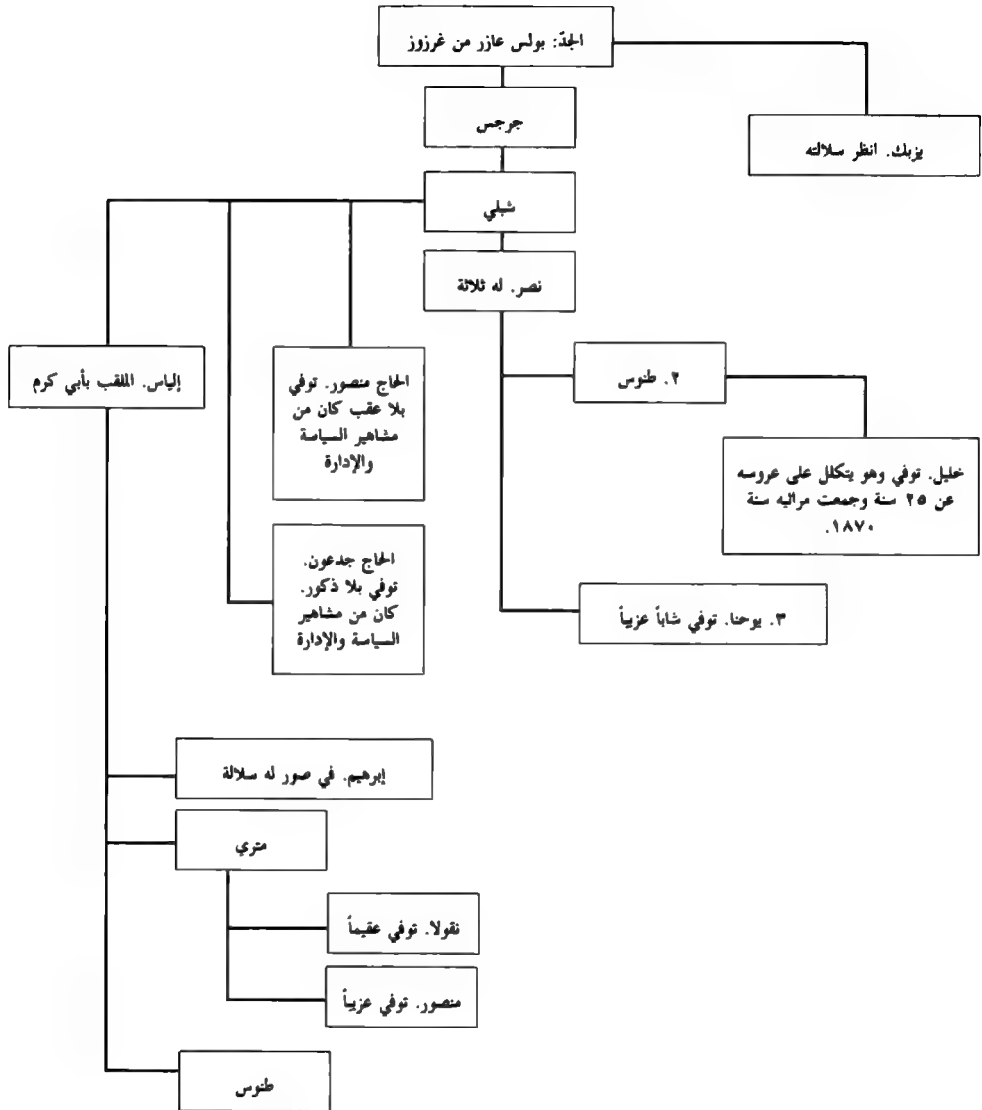 الجدّ: بولس عازر من غرزوز
جرجس
يزبك. انظر سلالته
شبلي
نصر. له ثلاثة
إلياس. الملقب بأبي كرم
الحاج منصور. توفي
بلا عقب كان من
مشاهير السياسة
والإدارة
٢. طنوس
خليل. توفي وهو يتكلل على عروسه
عن ٢٥ سنة وجمعت مراثيه سنة
١٨٧٠.
الحاج جدعون.
توفي بلا ذكور.
كان من مشاهير
السياسة والإدارة
٣. يوحنا. توفي شاباً عزيباً
إبرهيم. في صور له سلالة
متري
نقولا. توفي عقيماً
منصور. توفي عزيباً
طنوس